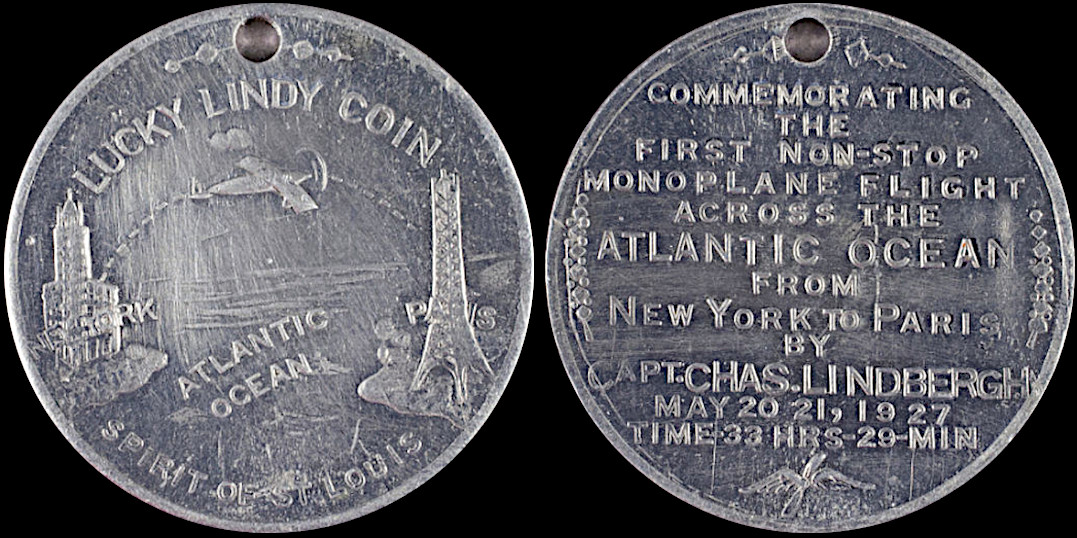 LUCKY LINDY COIN
NEW YORK
PARIS
ATLANTIC
OCEAN
SPIRIT-OF-ST. LOUIS
COMMEMORATING
THE
FIRST NON-STOP
MONOPLANE FLIGHT
ACROSS THE
ATLANTIC OCEAN
FROM
NEW YORK TO PARIS
BY
CAPT. CHAS. LINDBERGH
MAY 20 21, 1927
TIME-33 HRS-29-MIN